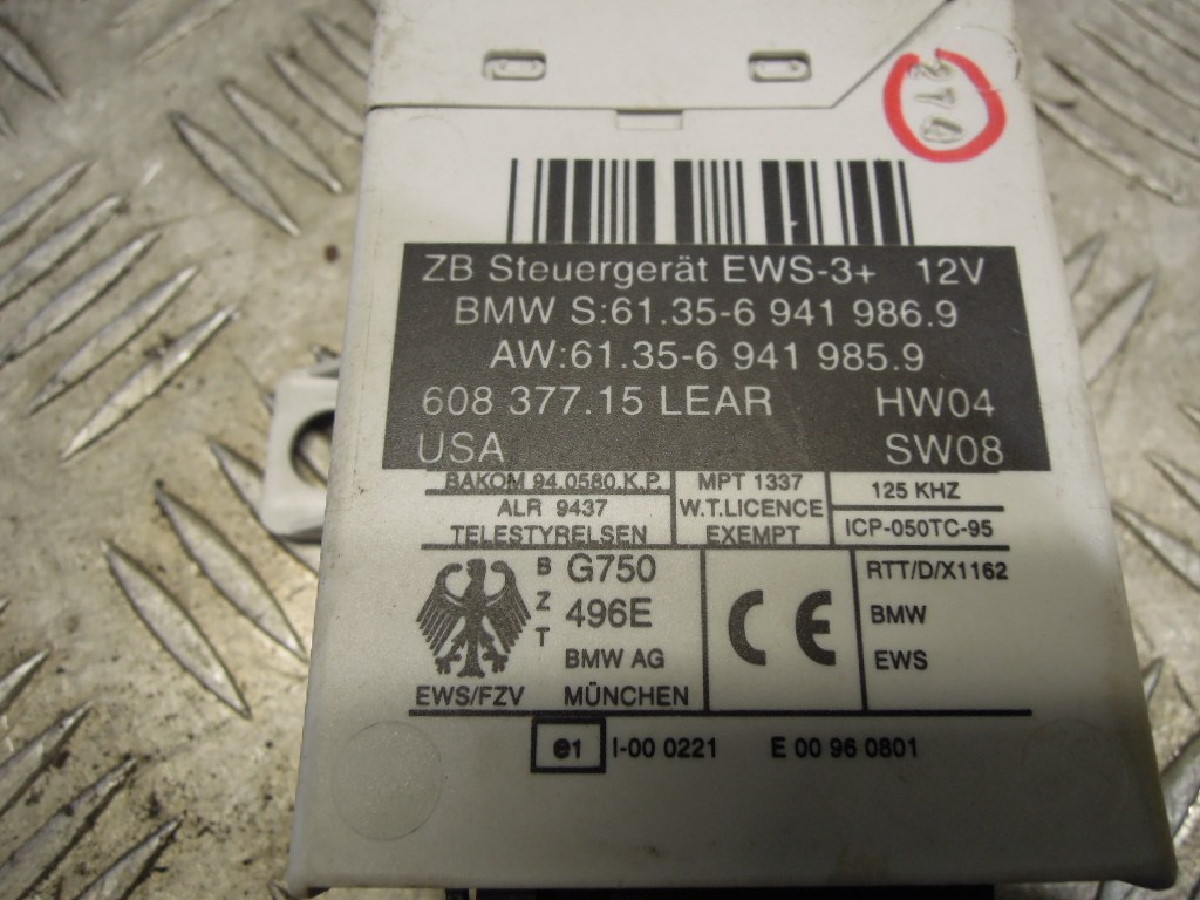 270
ZB Steuergerät EWS-3+ 12V
BMW S:61.35-6 941 986.9
AW:61.35-6 941 985.9
608 377.15 LEAR HW04
USA SW08
BAKOM 94.0580.K.P. MPT 1337 125 KHZ
ALR 9437 W.T.LICENCE
TELESTYRELSEN EXEMPT ICP-050TC-95
BZT G750 RTT/D/X1162
496E CE BMW
BMW AG EWS
EWS/FZV MÜNCHEN
e1 I-00 0221 E 00 96 0801